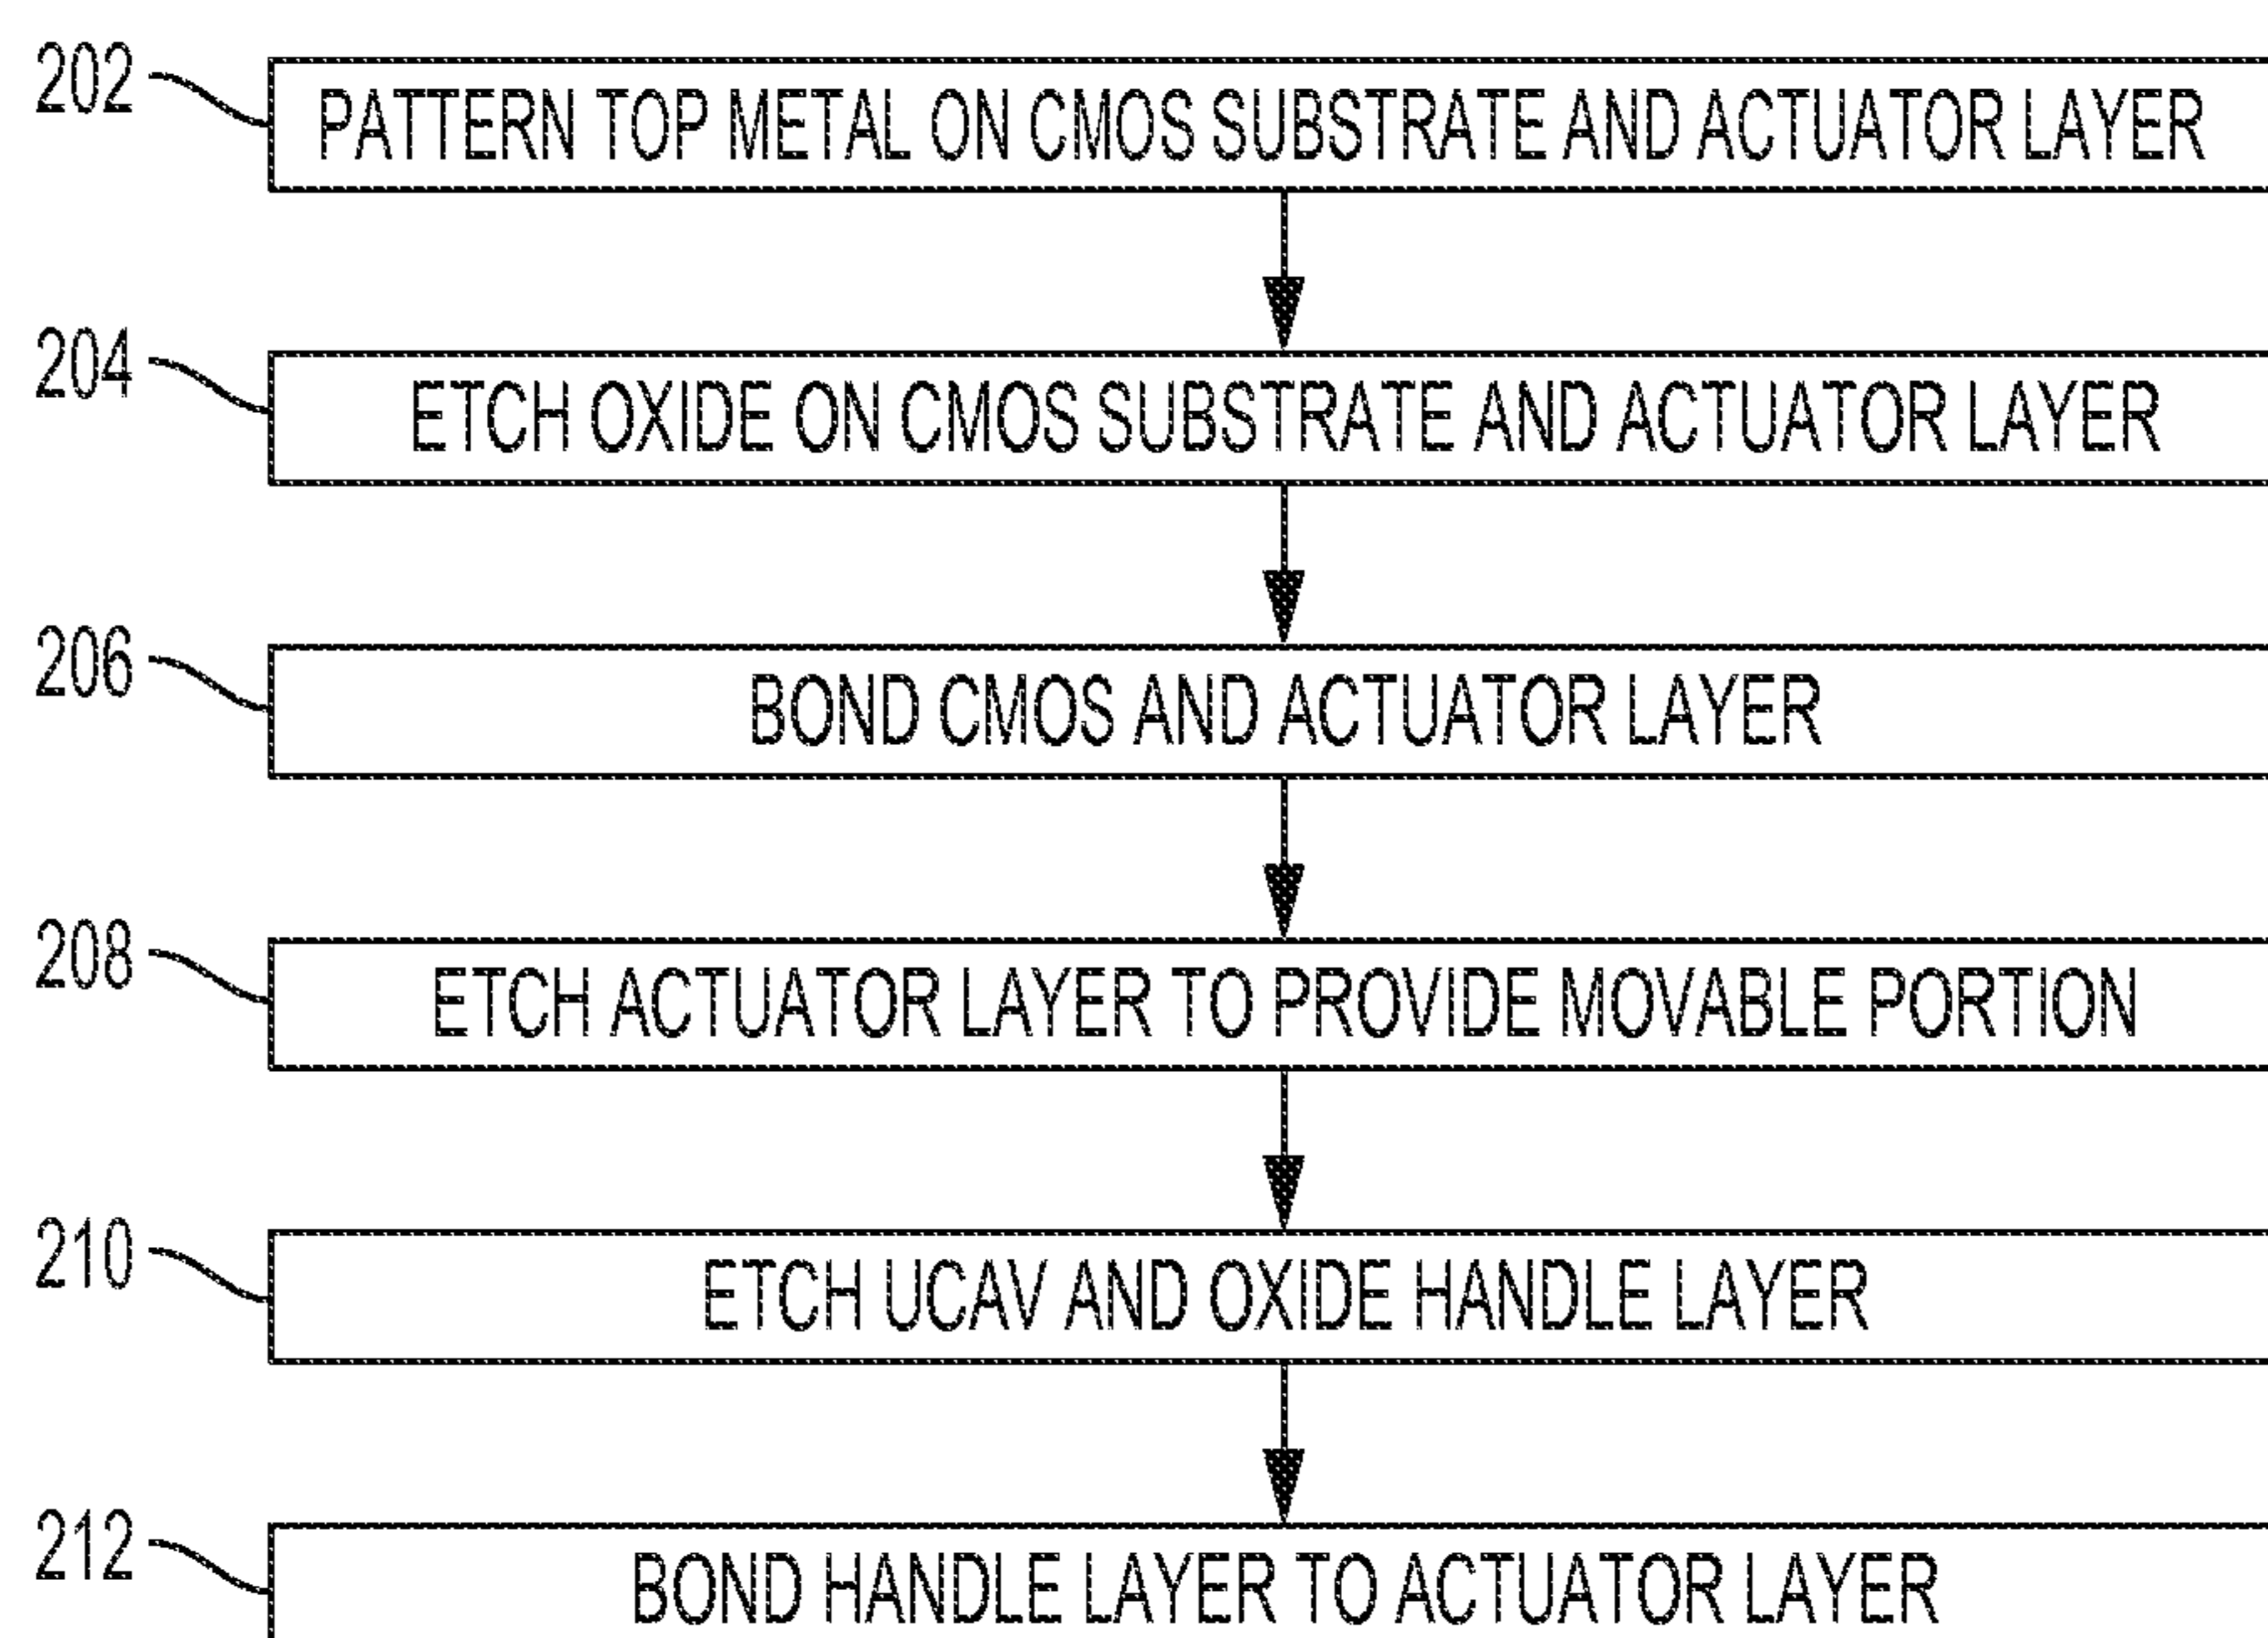 202
PATTERN TOP METAL ON CMOS SUBSTRATE AND ACTUATOR LAYER
204
ETCH OXIDE ON CMOS SUBSTRATE AND ACTUATOR LAYER
206
BOND CMOS AND ACTUATOR LAYER
208
ETCH ACTUATOR LAYER TO PROVIDE MOVABLE PORTION
210
ETCH UCAV AND OXIDE HANDLE LAYER
212
BOND HANDLE LAYER TO ACTUATOR LAYER